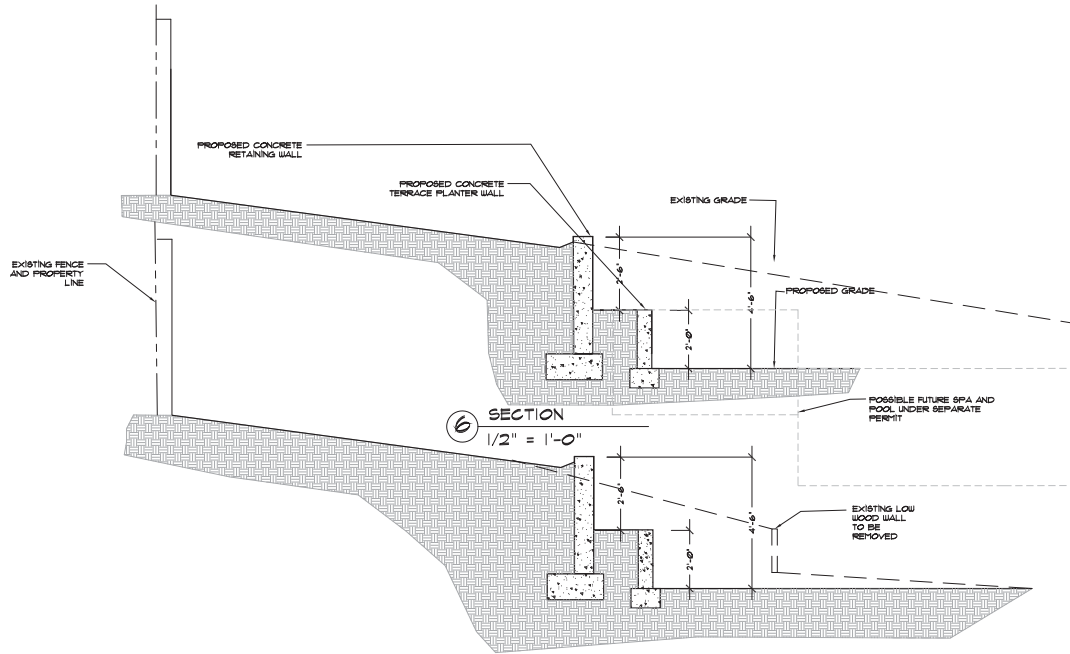 PROPOSED CONCRETE
RETAINING WALL
PROPOSED CONCRETE
TERRACE PLANTER WALL
EXISTING GRADE
EXISTING FENCE
AND PROPERTY
LINE
2'-6"
4'-6"
PROPOSED GRADE
2'-0"
POSSIBLE FUTURE SPA AND
POOL UNDER SEPARATE
PERMIT
6
SECTION
1/2" = 1'-0"
2'-6"
4'-6"
2'-0"
EXISTING LOW
WOOD WALL
TO BE
REMOVED